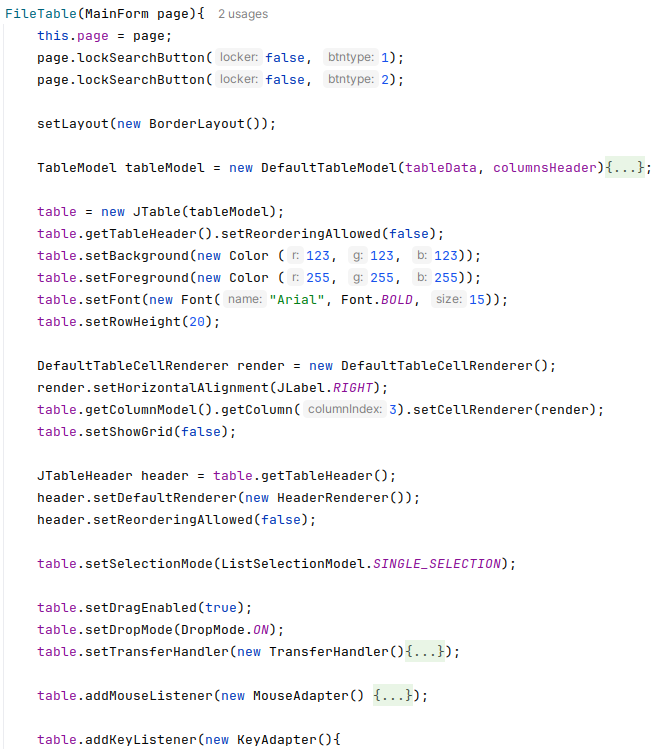 FileTable(MainForm page){ 2 usages
this.page = page;
page.lockSearchButton( locker: false, btntype: 1);
page.lockSearchButton( locker: false, btntype: 2);
setLayout(new BorderLayout());
TableModel tableModel = new DefaultTableModel(tableData, columnsHeader){...};
table = new JTable(tableModel);
table.getTableHeader().setReorderingAllowed(false);
table.setBackground(new Color ( r: 123, g: 123, b: 123));
table.setForeground(new Color ( r: 255, g: 255, b: 255));
table.setFont(new Font( name: "Arial", Font.BOLD, size: 15));
table.setRowHeight(20);
DefaultTableCellRenderer render = new DefaultTableCellRenderer();
render.setHorizontalAlignment(JLabel.RIGHT);
table.getColumnModel().getColumn( columnIndex: 3).setCellRenderer(render);
table.setShowGrid(false);
JTableHeader header = table.getTableHeader();
header.setDefaultRenderer(new HeaderRenderer());
header.setReorderingAllowed(false);
table.setSelectionMode(ListSelectionModel.SINGLE_SELECTION);
table.setDragEnabled(true);
table.setDropMode(DropMode.ON);
table.setTransferHandler(new TransferHandler(){...});
table.addMouseListener(new MouseAdapter() {...});
table.addKeyListener(new KeyAdapter(){